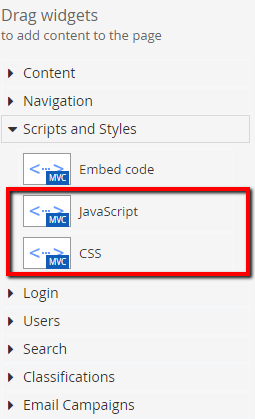 Drag widgets
to add content to the page
Content
Navigation
Scripts and Styles
<··> MVC Embed code
<··> MVC JavaScript
<··> MVC CSS
Login
Users
Search
Classifications
Email Campaigns